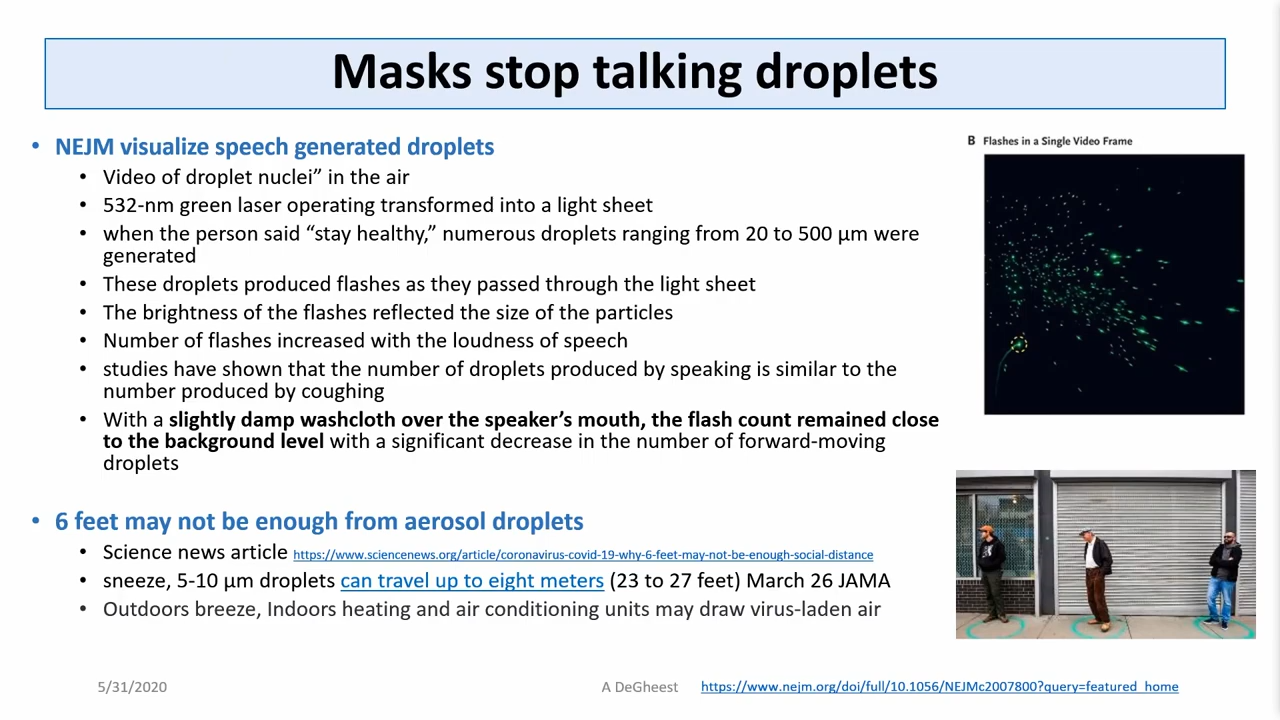 Masks stop talking droplets
• NEJM visualize speech generated droplets
• Video of droplet nuclei” in the air
• 532-nm green laser operating transformed into a light sheet
• when the person said “stay healthy,” numerous droplets ranging from 20 to 500 μm were
generated
• These droplets produced flashes as they passed through the light sheet
• The brightness of the flashes reflected the size of the particles
• Number of flashes increased with the loudness of speech
• studies have shown that the number of droplets produced by speaking is similar to the
number produced by coughing
• With a slightly damp washcloth over the speaker’s mouth, the flash count remained close
to the background level with a significant decrease in the number of forward-moving
droplets
B Flashes in a Single Video Frame
• 6 feet may not be enough from aerosol droplets
• Science news article https://www.sciencenews.org/article/coronavirus-covid-19-why-6-feet-may-not-be-enough-social-distance
• sneeze, 5-10 μm droplets can travel up to eight meters (23 to 27 feet) March 26 JAMA
• Outdoors breeze, Indoors heating and air conditioning units may draw virus-laden air
5/31/2020
A DeGheest
https://www.nejm.org/doi/full/10.1056/NEJMc2007800?query=featured_home